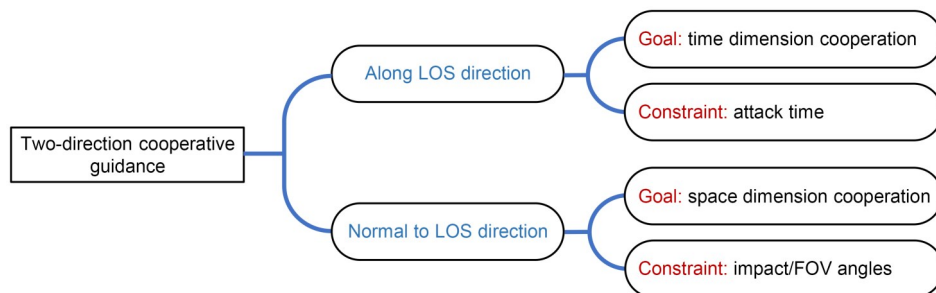 Two-direction cooperative
guidance
Along LOS direction
Goal: time dimension cooperation
Constraint: attack time
Normal to LOS direction
Goal: space dimension cooperation
Constraint: impact/FOV angles